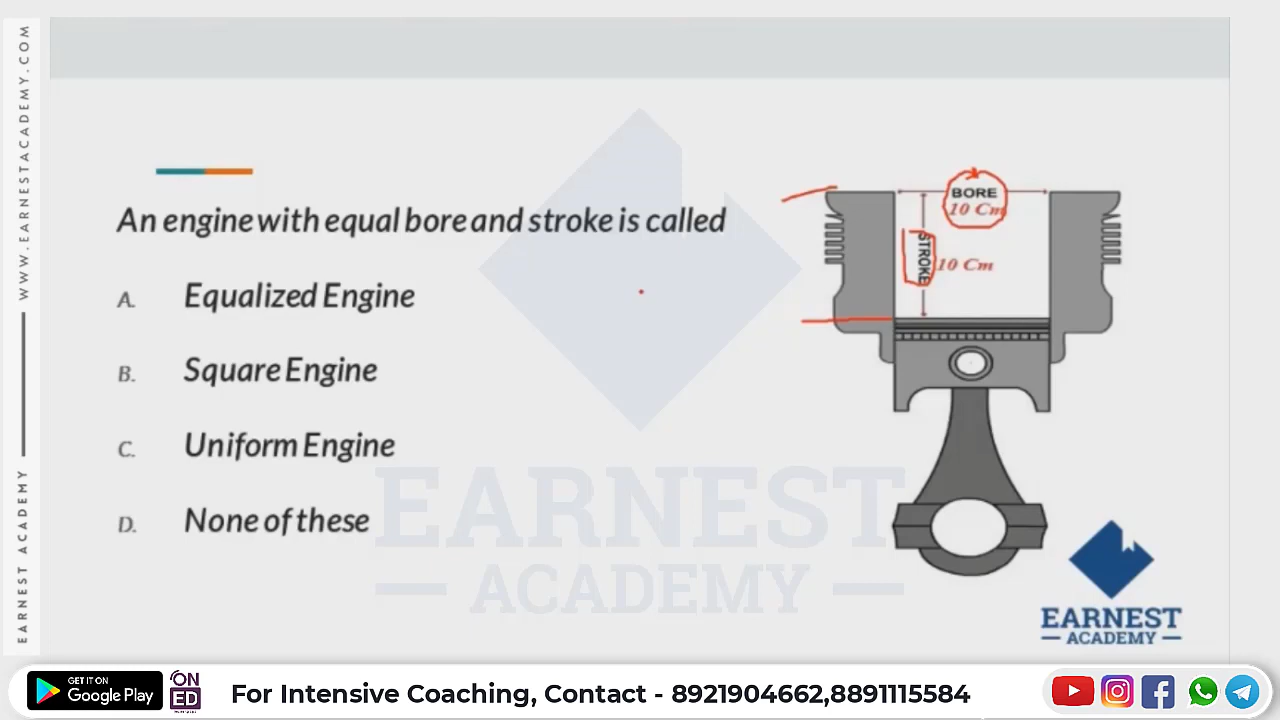 WWW.EARNESTACADEMY.COM
EARNEST ACADEMY
An engine with equal bore and stroke is called
A. Equalized Engine
B. Square Engine
C. Uniform Engine
D. None of these
BORE
10 Cm
STROKE
10 Cm
EARNEST
ACADEMY
EARNEST
ACADEMY
GET IT ON
Google Play
ON
ED
For Intensive Coaching, Contact - 8921904662,8891115584